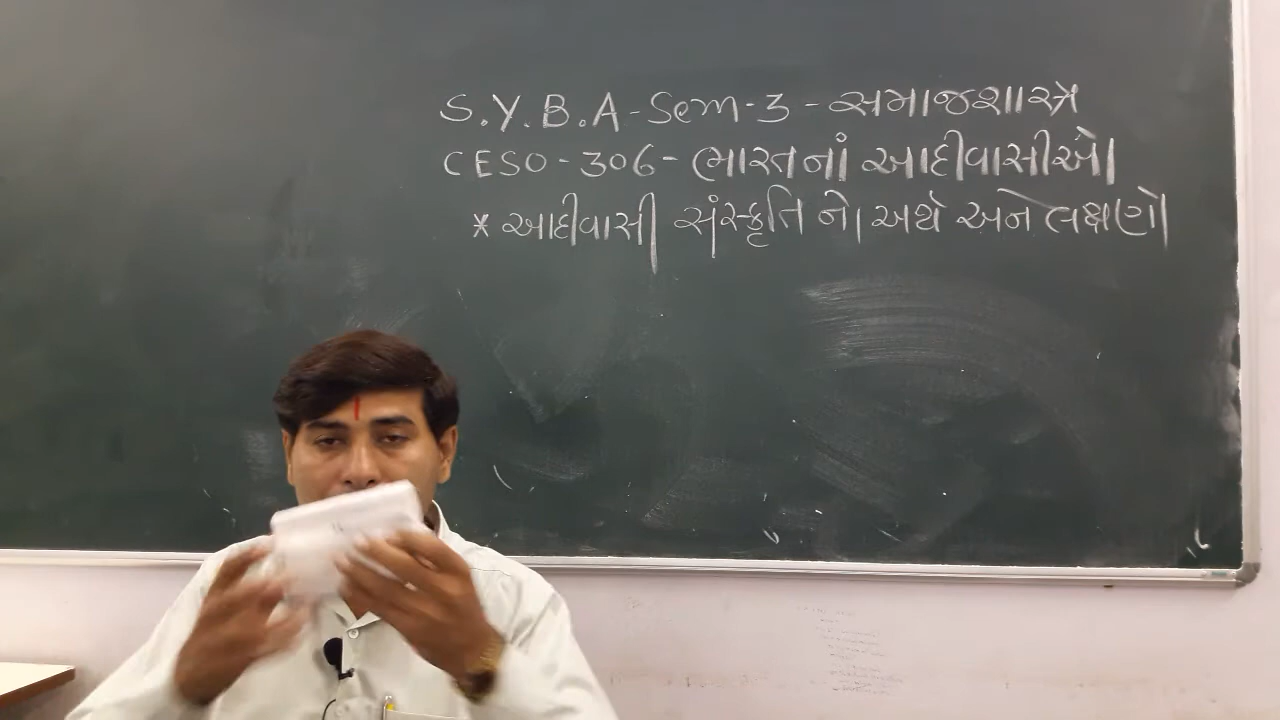 S.Y.B.A - Sem - 3 - સમાજશાસ્ત્ર
CESO - 306 - ભારતનાં આદીવાસીઓ
* આદીવાસી સંસ્કૃતિ નો અર્થ અને લક્ષણો